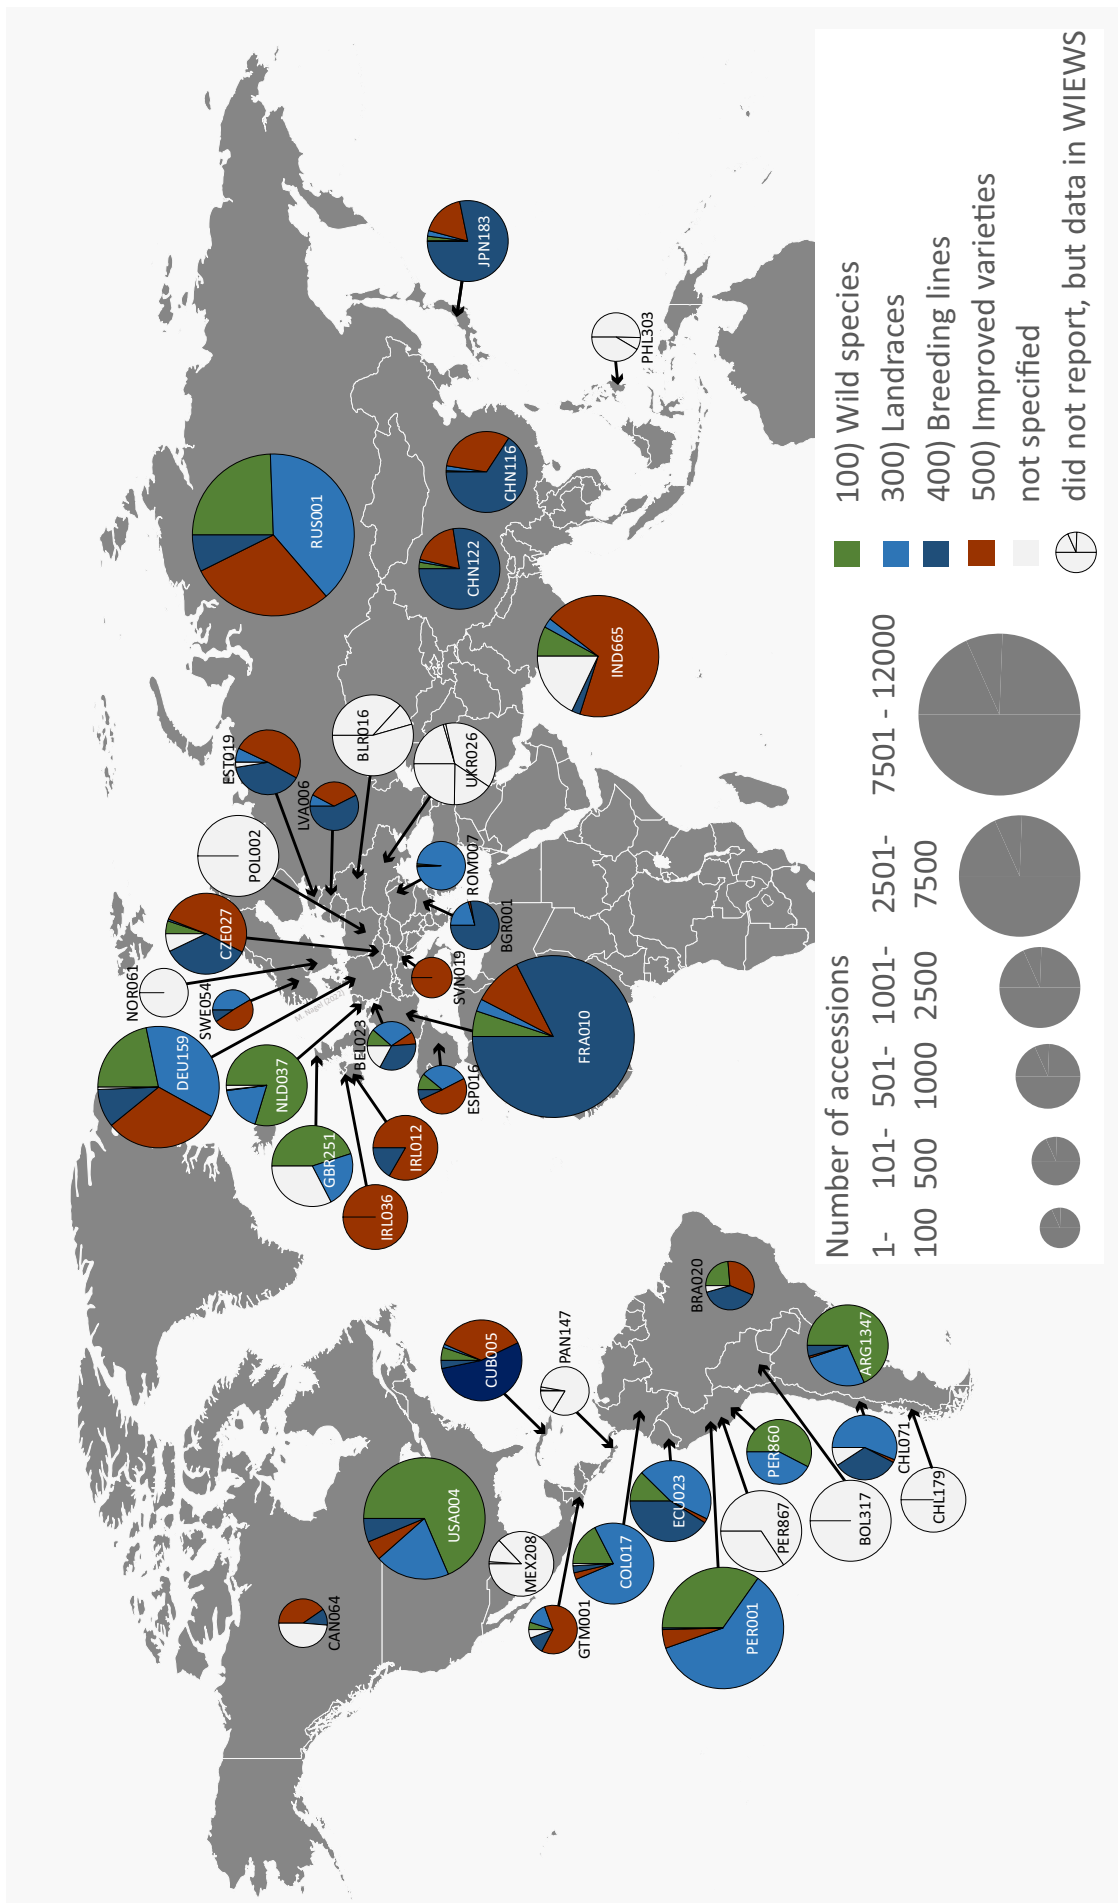 CAN064
USA004
MEX208
GTM001
CUB005
PAN147
COL017
ECU023
PER001
PER867
PER860
BOL317
BRA020
ARG1347
CHL071
CHL179
NOR061
SWE054
DEU159
NLD037
GBR251
IRL012
IRL036
BEL023
ESP016
FRA010
CZE027
POL002
EST019
LVA006
BLR016
UKR026
ROM007
BGR001
SVN019
RUS001
CHN122
CHN116
IND665
JPN183
PHL303
M. Nagel (2022)
Number of accessions
1- 101- 501- 1001- 2501- 7501 - 12000
100 500 1000 2500 7500
100) Wild species
300) Landraces
400) Breeding lines
500) Improved varieties
not specified
did not report, but data in WIEWS